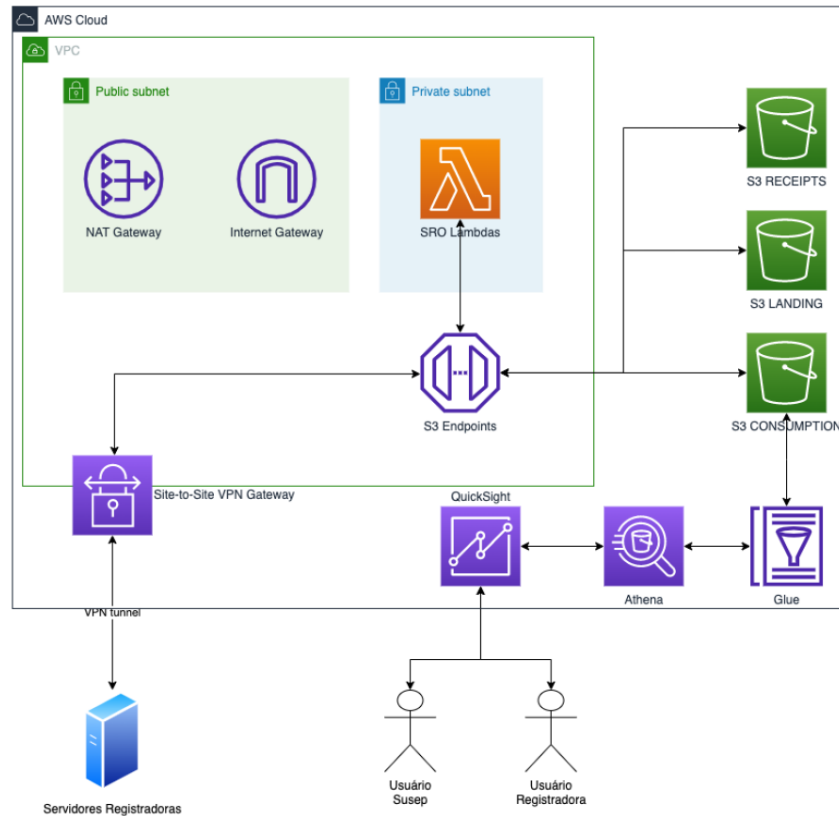 AWS Cloud
VPC
Public subnet
Private subnet
NAT Gateway
Internet Gateway
SRO Lambdas
S3 RECEIPTS
S3 LANDING
S3 Endpoints
S3 CONSUMPTION
Site-to-Site VPN Gateway
QuickSight
Athena
Glue
VPN tunnel
Usuário
Susep
Usuário
Registradora
Servidores Registradoras